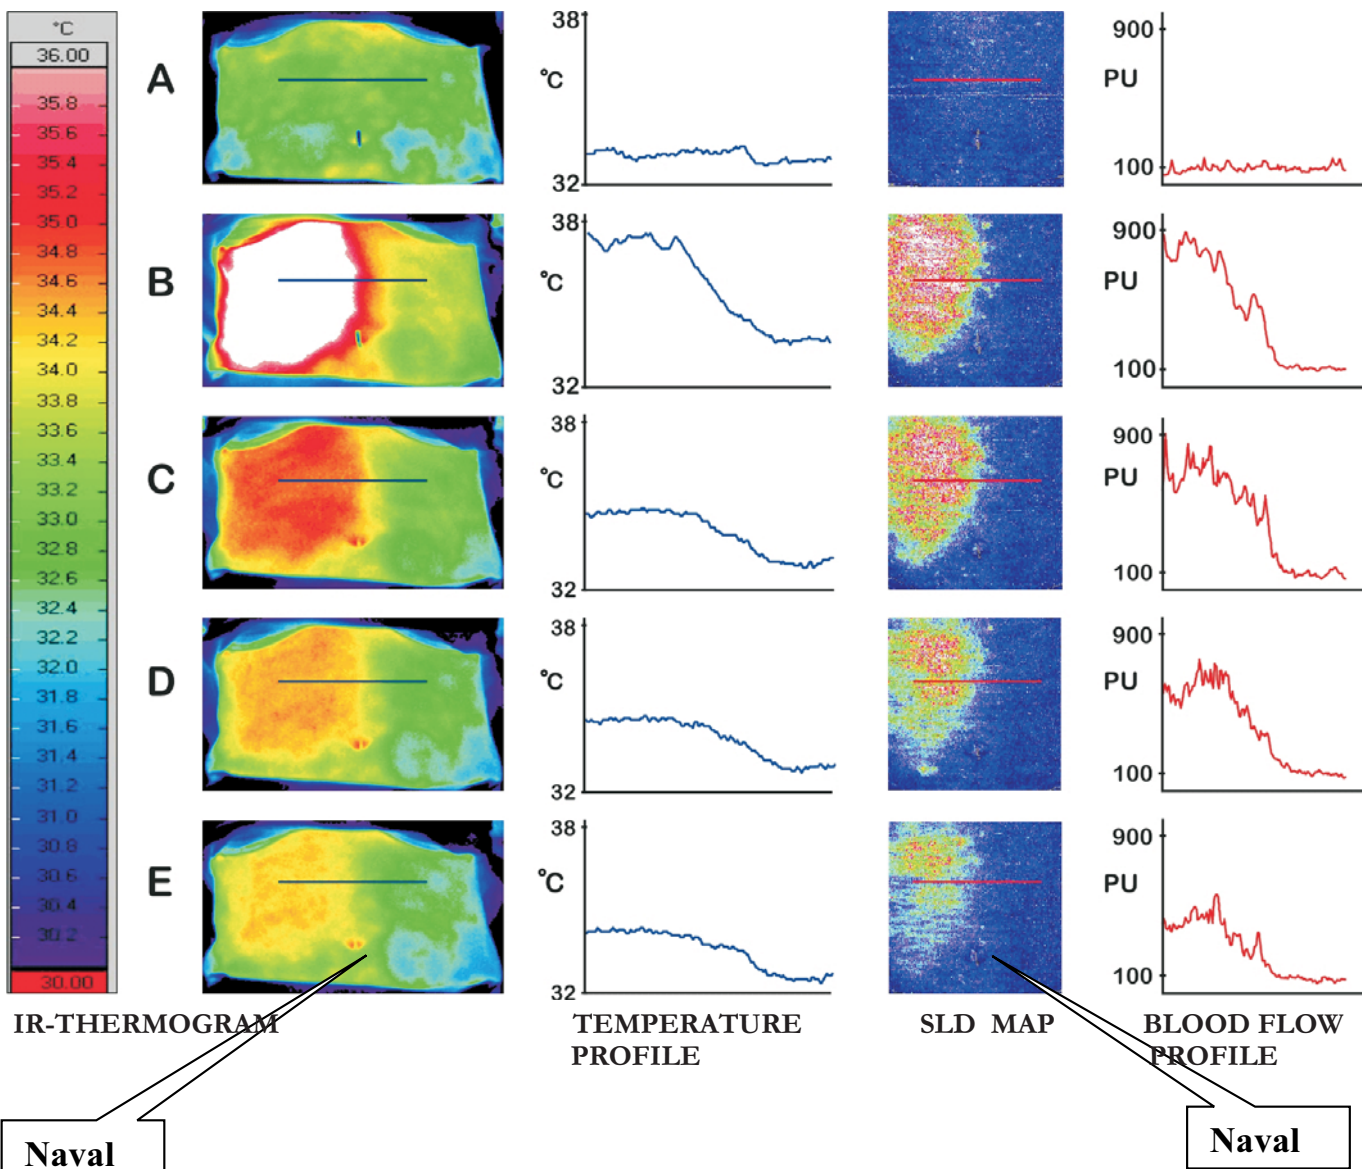 °C
36.00
35.8
35.6
35.4
35.2
35.0
34.8
34.6
34.4
34.2
34.0
33.8
33.6
33.4
33.2
33.0
32.8
32.6
32.4
32.2
32.0
31.8
31.6
31.4
31.2
31.0
30.8
30.6
30.4
30.2
30.00
A
38
°C
32
900
PU
100
B
38
°C
32
900
PU
100
C
38
°C
32
900
PU
100
D
38
°C
32
900
PU
100
E
38
°C
32
900
PU
100
IR-THERMOGRAM
TEMPERATURE
PROFILE
SLD MAP
BLOOD FLOW
PROFILE
Naval
Naval